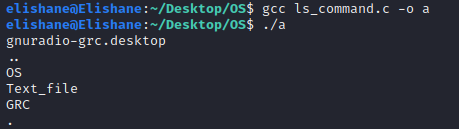 elishane@Elishane:~/Desktop/OS$ gcc ls_command.c -o a
elishane@Elishane:~/Desktop/OS$ ./a
gnuradio-grc.desktop
..
OS
Text_file
GRC
.